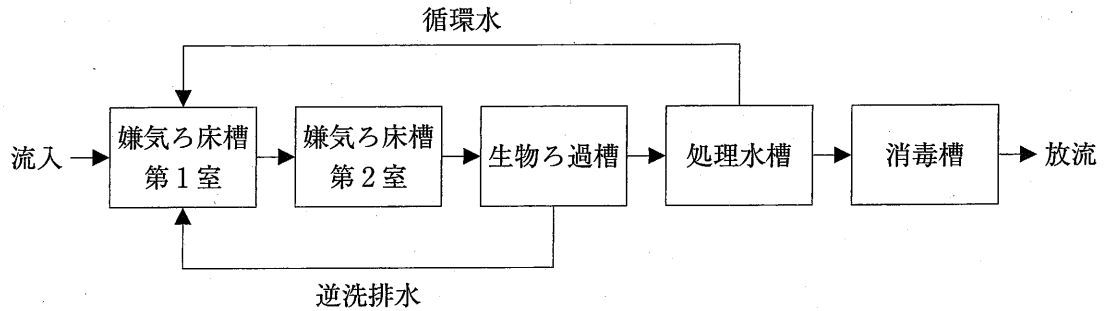 循環水
流入
嫌気ろ床槽
第1室
嫌気ろ床槽
第2室
生物ろ過槽
処理水槽
消毒槽
放流
逆洗排水